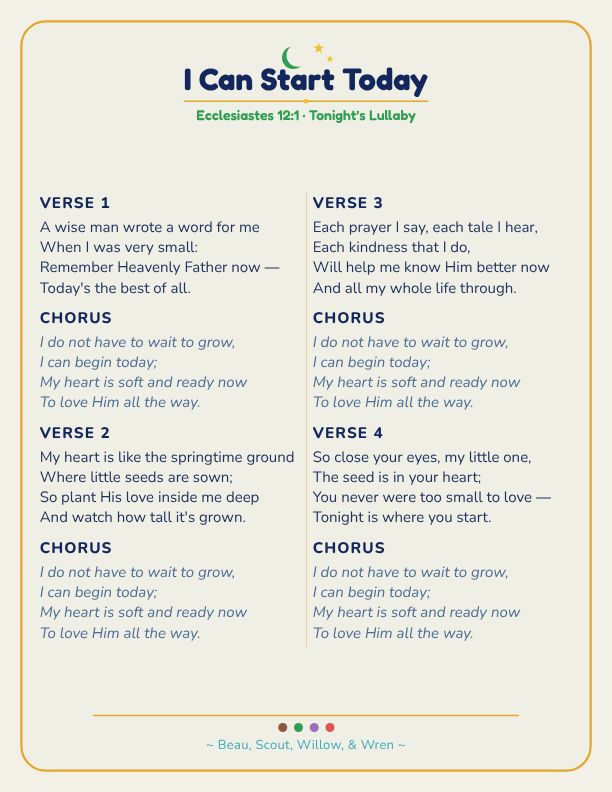 I Can Start Today
Ecclesiastes 12:1 · Tonight's Lullaby
VERSE 1
A wise man wrote a word for me
When I was very small:
Remember Heavenly Father now —
Today's the best of all.
CHORUS
I do not have to wait to grow,
I can begin today;
My heart is soft and ready now
To love Him all the way.
VERSE 2
My heart is like the springtime ground
Where little seeds are sown;
So plant His love inside me deep
And watch how tall it's grown.
CHORUS
I do not have to wait to grow,
I can begin today;
My heart is soft and ready now
To love Him all the way.
VERSE 3
Each prayer I say, each tale I hear,
Each kindness that I do,
Will help me know Him better now
And all my whole life through.
CHORUS
I do not have to wait to grow,
I can begin today;
My heart is soft and ready now
To love Him all the way.
VERSE 4
So close your eyes, my little one,
The seed is in your heart;
You never were too small to love —
Tonight is where you start.
CHORUS
I do not have to wait to grow,
I can begin today;
My heart is soft and ready now
To love Him all the way.
~ Beau, Scout, Willow, & Wren ~